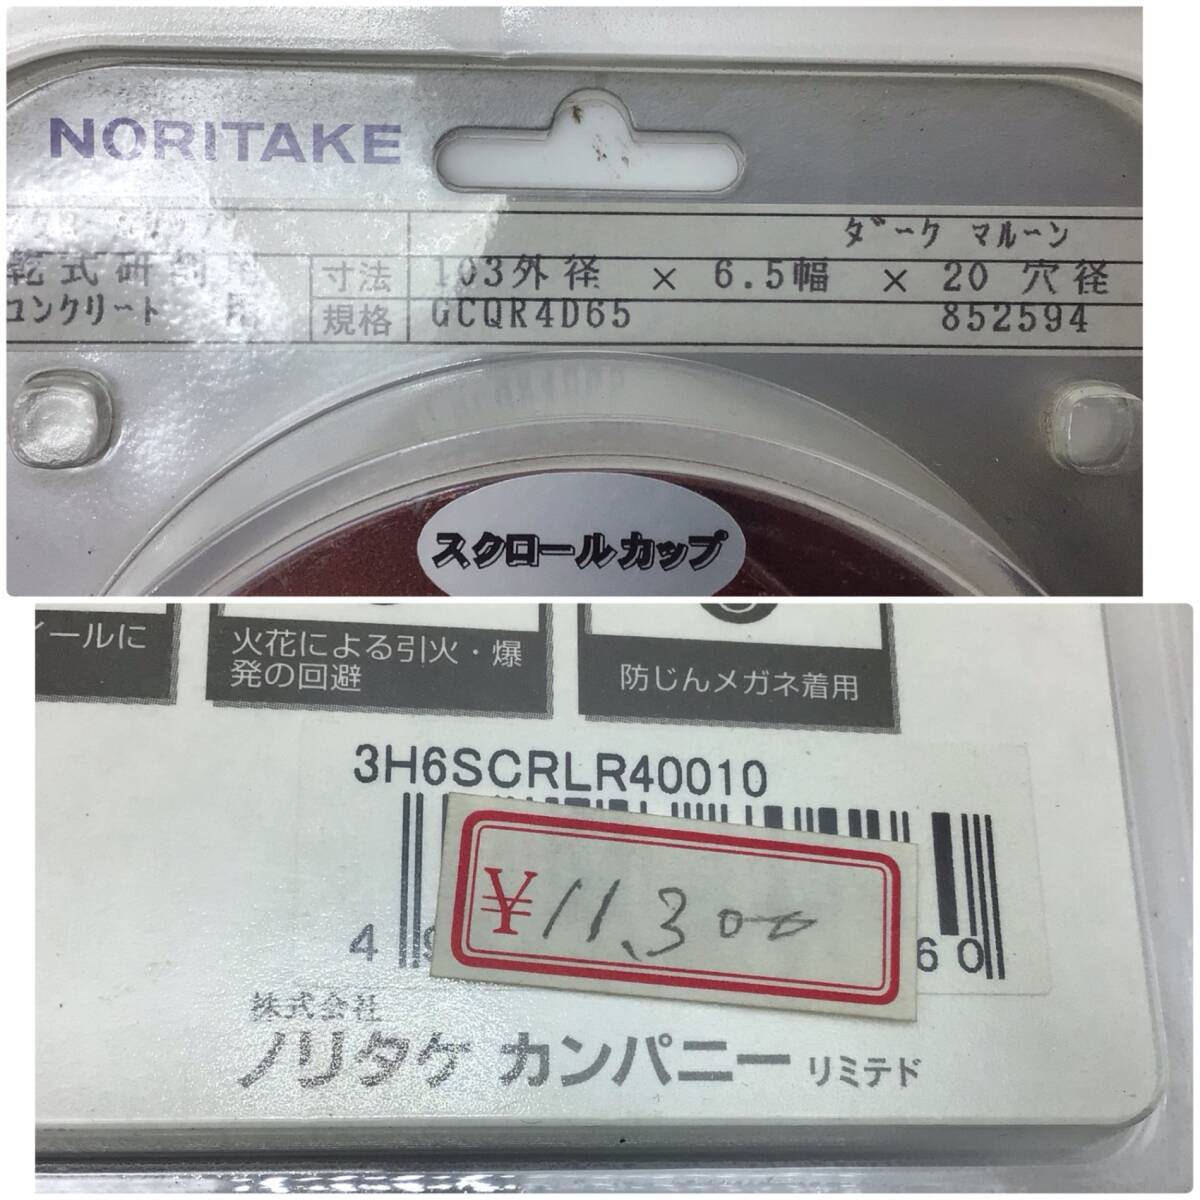 NORITAKE
ダーク マルーン
乾式研削用 寸法 103外径 × 6.5幅 × 20 穴径
コンクリート 用 規格 GCQR4D65 852594
スクロールカップ
ールに
火花による引火・爆
発の回避
防じんメガネ着用
3H6SCRLR40010
¥11,300
4 9 60
株式会社
ノリタケ カンパニー リミテド